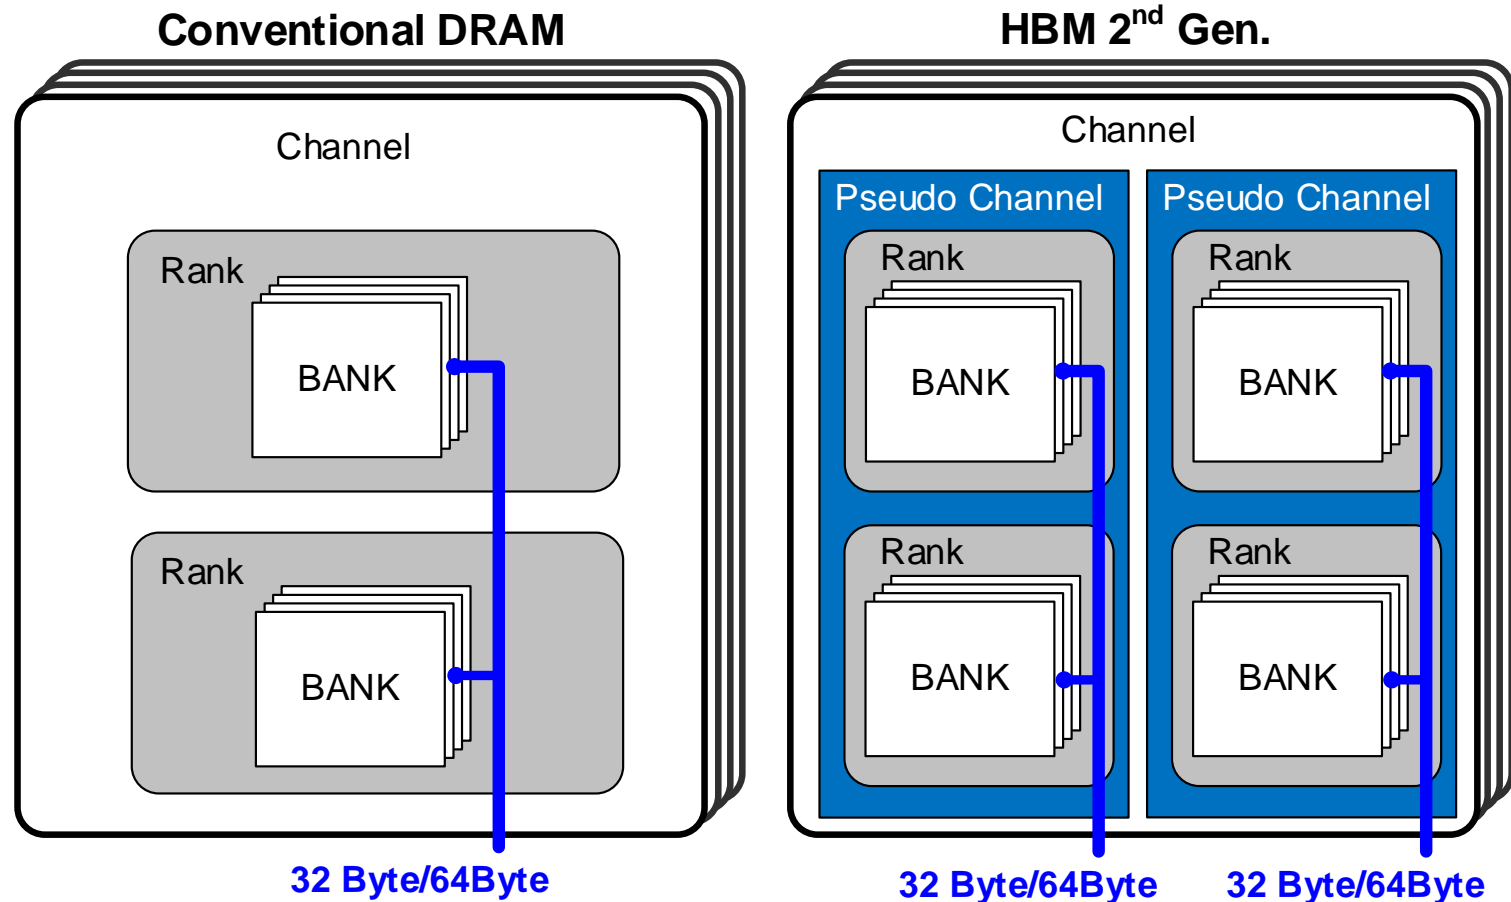 Conventional DRAM
Channel
Rank
BANK
Rank
BANK
32 Byte/64Byte
HBM 2nd Gen.
Channel
Pseudo Channel
Rank
BANK
Rank
BANK
32 Byte/64Byte
Pseudo Channel
Rank
BANK
Rank
BANK
32 Byte/64Byte